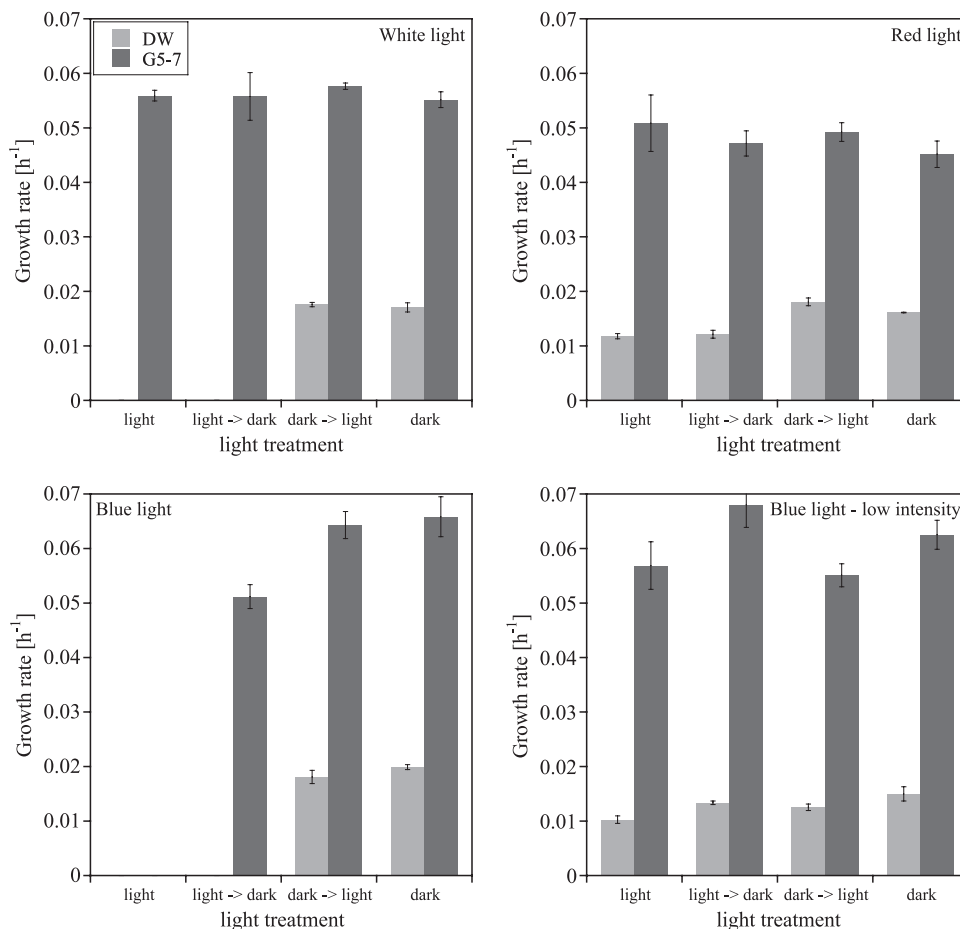 White light
DW
G5-7
Growth rate [h⁻¹]
0.07
0.06
0.05
0.04
0.03
0.02
0.01
0
light
light -> dark
dark -> light
dark
light treatment
Red light
Growth rate [h⁻¹]
0.07
0.06
0.05
0.04
0.03
0.02
0.01
0
light
light -> dark
dark -> light
dark
light treatment
Blue light
Growth rate [h⁻¹]
0.07
0.06
0.05
0.04
0.03
0.02
0.01
0
light
light -> dark
dark -> light
dark
light treatment
Blue light - low intensity
Growth rate [h⁻¹]
0.07
0.06
0.05
0.04
0.03
0.02
0.01
0
light
light -> dark
dark -> light
dark
light treatment